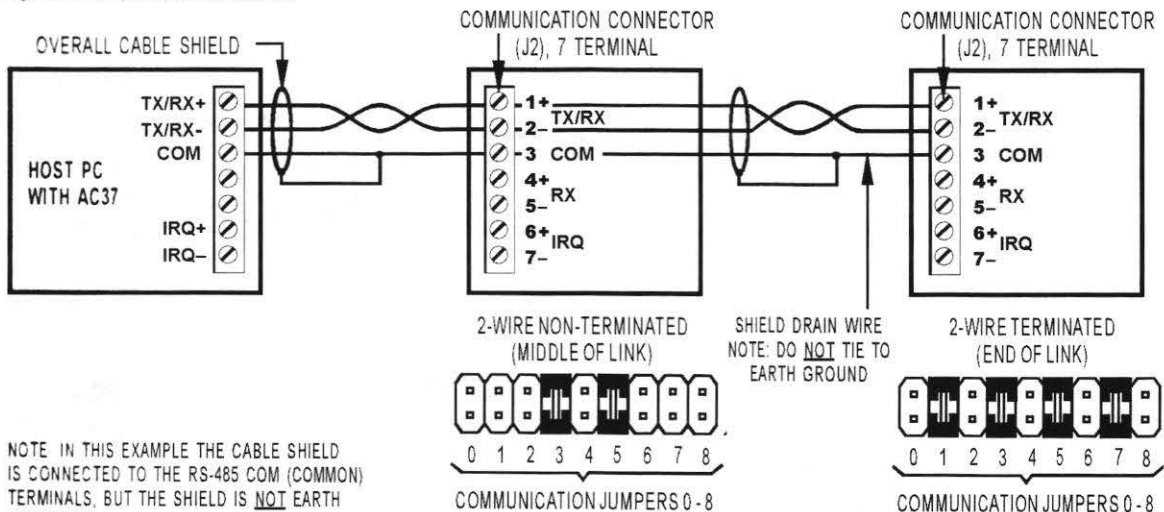 COMMUNICATION CONNECTOR
(J2), 7 TERMINAL
COMMUNICATION CONNECTOR
(J2), 7 TERMINAL
OVERALL CABLE SHIELD
HOST PC
WITH AC37
TX/RX+
TX/RX-
COM
IRQ+
IRQ–
1+
2–
TX/RX
3 COM
4+
5–
RX
6+
7–
IRQ
1+
2–
TX/RX
3 COM
4+
5–
RX
6+
7–
IRQ
2-WIRE NON-TERMINATED
(MIDDLE OF LINK)
0 1 2 3 4 5 6 7 8
COMMUNICATION JUMPERS 0 - 8
SHIELD DRAIN WIRE
NOTE: DO NOT TIE TO
EARTH GROUND
2-WIRE TERMINATED
(END OF LINK)
0 1 2 3 4 5 6 7 8
COMMUNICATION JUMPERS 0 - 8
NOTE IN THIS EXAMPLE THE CABLE SHIELD
IS CONNECTED TO THE RS-485 COM (COMMON)
TERMINALS, BUT THE SHIELD IS NOT EARTH